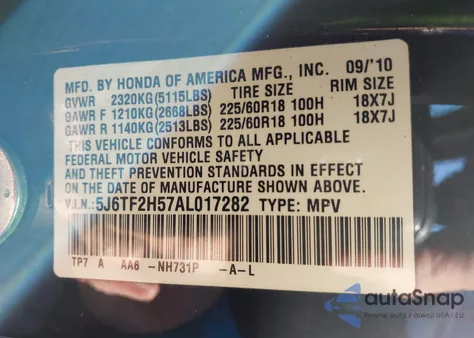 MFD. BY HONDA OF AMERICA MFG., INC. 09/'10
GVWR 2320KG(5115LBS) TIRE SIZE RIM SIZE
GAWR F 1210KG(2668LBS) 225/60R18 100H 18X7J
GAWR R 1140KG(2513LBS) 225/60R18 100H 18X7J
THIS VEHICLE CONFORMS TO ALL APPLICABLE
FEDERAL MOTOR VEHICLE SAFETY
AND THEFT PREVENTION STANDARDS IN EFFECT
ON THE DATE OF MANUFACTURE SHOWN ABOVE.
V.I.N.: 5J6TF2H57AL017282 TYPE: MPV
TP7 A AA6 -NH731P -A-L
autoSnap